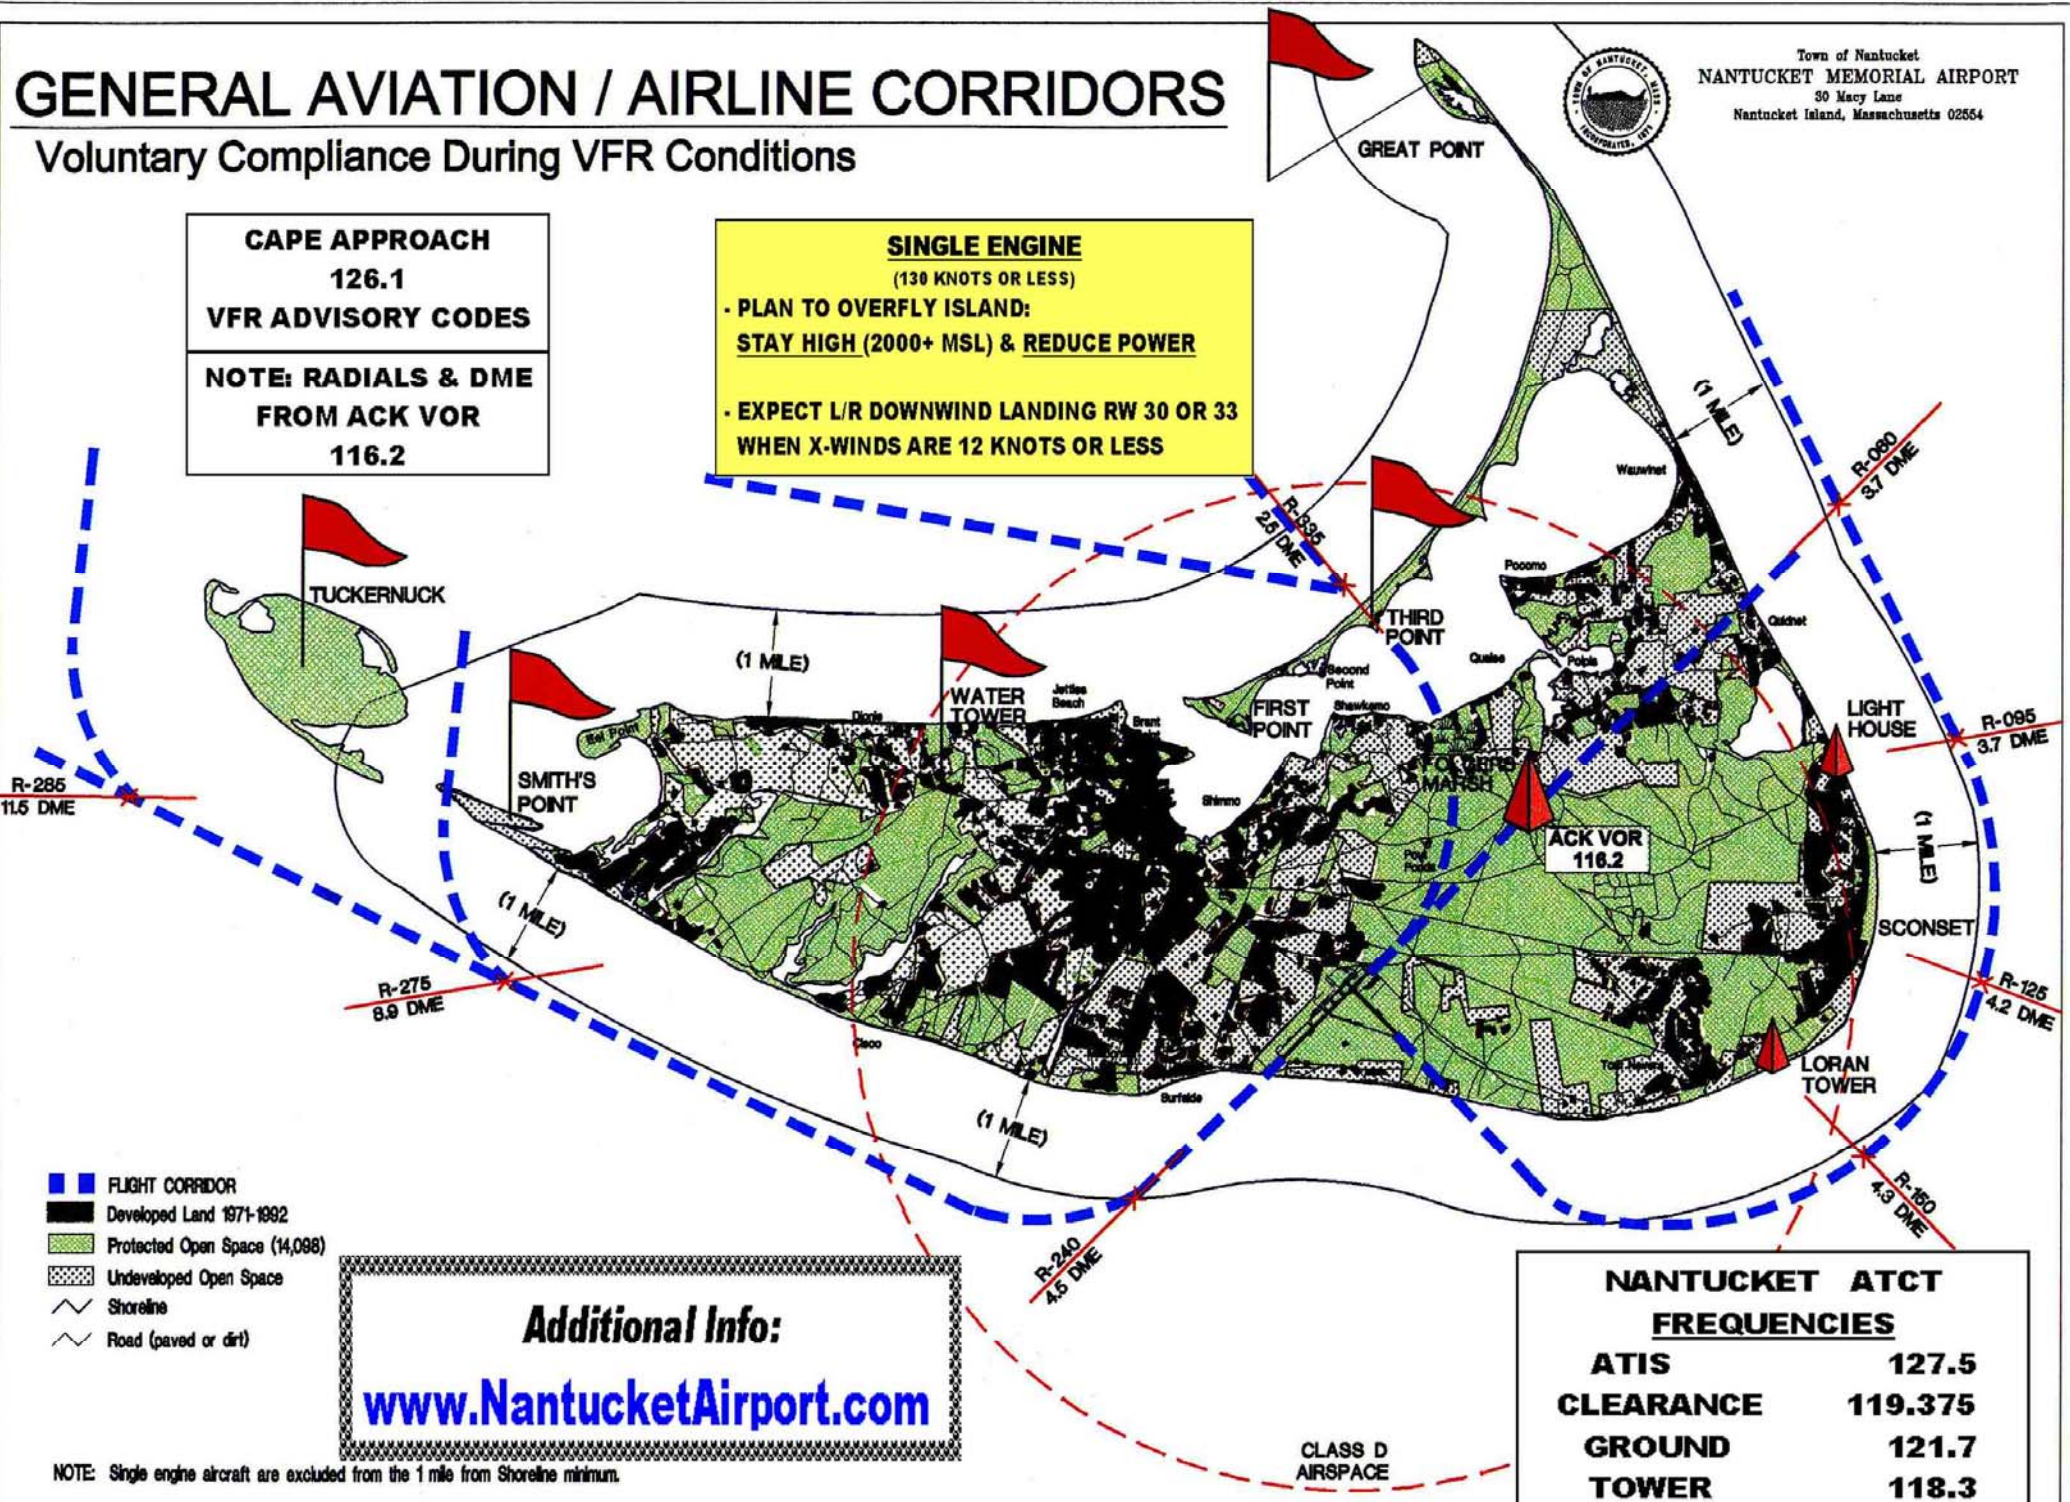 GENERAL AVIATION / AIRLINE CORRIDORS
Voluntary Compliance During VFR Conditions
Town of Nantucket
NANTUCKET MEMORIAL AIRPORT
30 Macy Lane
Nantucket Island, Massachusetts 02554
TOWN OF NANTUCKET, MASS
INCORPORATED, 1671
CAPE APPROACH
126.1
VFR ADVISORY CODES
NOTE: RADIALS & DME
FROM ACK VOR
116.2
SINGLE ENGINE
(130 KNOTS OR LESS)
- PLAN TO OVERFLY ISLAND:
STAY HIGH (2000+ MSL) & REDUCE POWER
- EXPECT L/R DOWNWIND LANDING RW 30 OR 33
WHEN X-WINDS ARE 12 KNOTS OR LESS
GREAT POINT
(1 MILE)
R-080
3.7 DME
Wauwinet
R-335
2.5 DME
Pocomo
TUCKERNUCK
THIRD
POINT
Quidnet
(1 MILE)
Quaise
Polpis
Second
Point
WATER
TOWER
Jetties
Beach
FIRST
POINT
Shawkemo
LIGHT
HOUSE
R-095
3.7 DME
Eel Point
Dionis
Brant
SMITH'S
POINT
FOLGERS
MARSH
R-285
11.5 DME
Shimmo
ACK VOR
116.2
(1 MILE)
(1 MILE)
SCONSET
R-275
8.9 DME
R-125
4.2 DME
Cisco
LORAN
TOWER
Surfside
(1 MILE)
R-150
4.3 DME
R-240
4.5 DME
FLIGHT CORRIDOR
Developed Land 1971-1992
Protected Open Space (14,098)
Undeveloped Open Space
Shoreline
Road (paved or dirt)
Additional Info:
www.NantucketAirport.com
NOTE: Single engine aircraft are excluded from the 1 mile from Shoreline minimum.
CLASS D
AIRSPACE
NANTUCKET ATCT
FREQUENCIES
ATIS 127.5
CLEARANCE 119.375
GROUND 121.7
TOWER 118.3